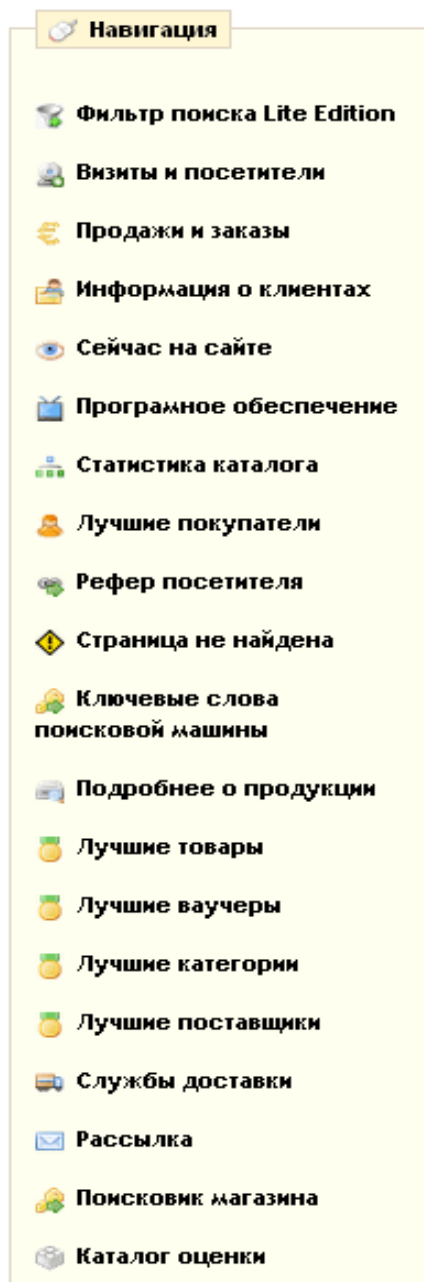 Навигация
Фильтр поиска Lite Edition
Визиты и посетители
Продажи и заказы
Информация о клиентах
Сейчас на сайте
Програмное обеспечение
Статистика каталога
Лучшие покупатели
Рефер посетителя
Страница не найдена
Ключевые слова
поисковой машины
Подробнее о продукции
Лучшие товары
Лучшие ваучеры
Лучшие категории
Лучшие поставщики
Службы доставки
Рассылка
Поисковик магазина
Каталог оценки